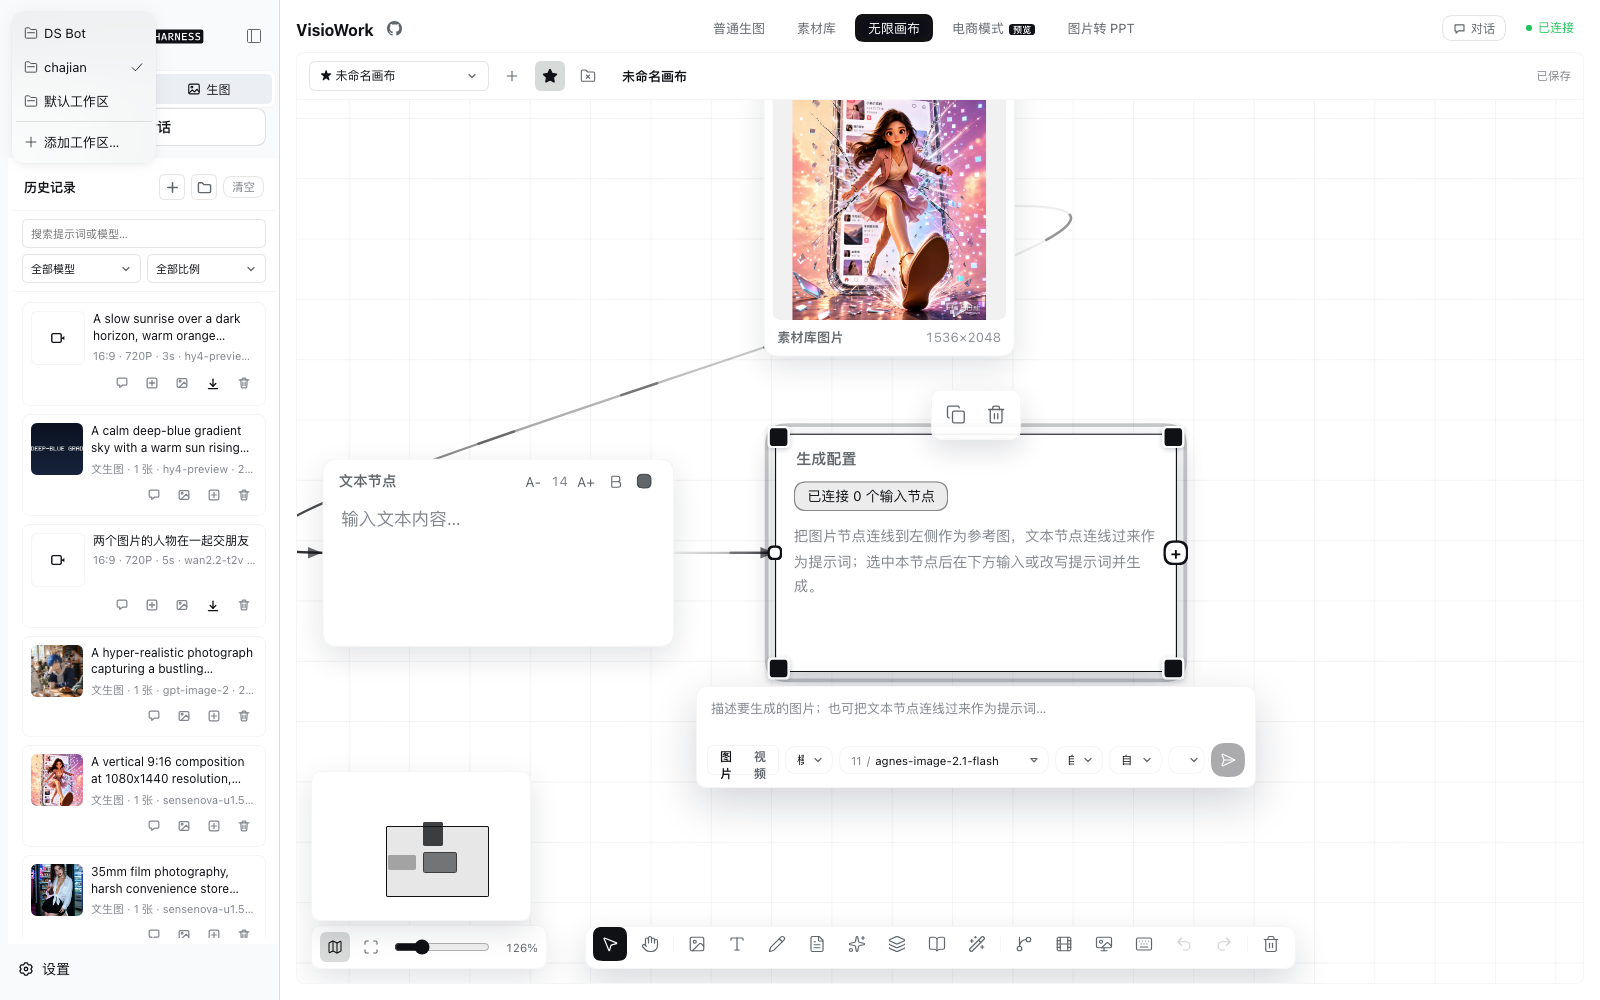 DS Bot
chajian
默认工作区
添加工作区...
HARNESS
生图
话
历史记录
清空
搜索提示词或模型...
全部模型
全部比例
A slow sunrise over a dark
horizon, warm orange...
16:9 · 720P · 3s · hy4-previe...
A calm deep-blue gradient
sky with a warm sun rising...
文生图 · 1 张 · hy4-preview · 2...
DEEP-BLUE GRAD
两个图片的人物在一起交朋友
16:9 · 720P · 5s · wan2.2-t2v ...
A hyper-realistic photograph
capturing a bustling...
文生图 · 1 张 · gpt-image-2 · 2...
A vertical 9:16 composition
at 1080x1440 resolution,...
文生图 · 1 张 · sensenova-u1.5...
35mm film photography,
harsh convenience store...
文生图 · 1 张 · sensenova-u1.5...
设置
VisioWork
普通生图
素材库
无限画布
电商模式 预览
图片转 PPT
对话
已连接
★ 未命名画布
未命名画布
已保存
素材库图片
1536×2048
文本节点
A- 14 A+ B
输入文本内容...
生成配置
已连接 0 个输入节点
把图片节点连线到左侧作为参考图，文本节点连线过来作
为提示词；选中本节点后在下方输入或改写提示词并生
成。
描述要生成的图片；也可把文本节点连线过来作为提示词...
图片
视频
11 / agnes-image-2.1-flash
自
126%